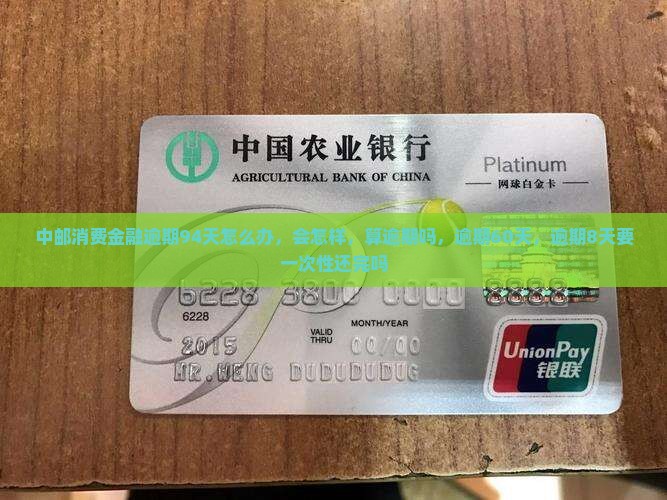 中国农业银行
AGRICULTURAL BANK OF CHINA
Platinum
网球白金卡
中邮消费金融逾期94天怎么办，会怎样，算逾期吗，逾期60天，逾期8天要
一次性还完吗
6228 3800 0000 8888
6228
VALID
THRU
MONTH/YEAR
2015
00/00
MR.WENG DUDUDUDUG
UnionPay
银联